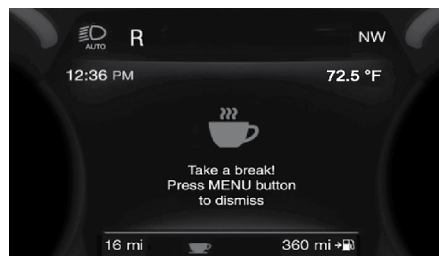 AUTO R NW
12:36 PM 72.5 °F
Take a break!
Press MENU button
to dismiss
16 mi 360 mi